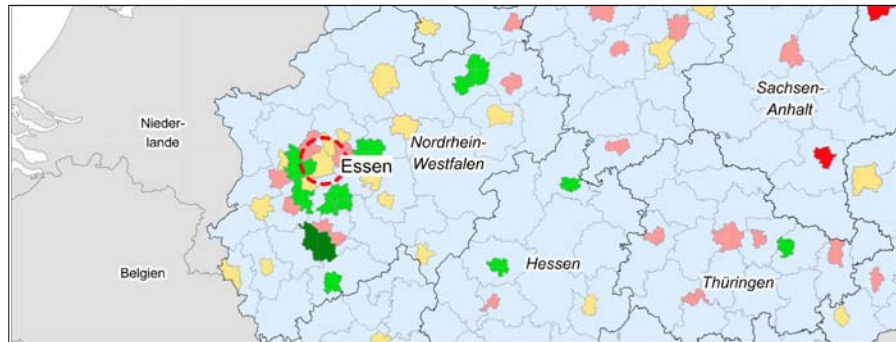 Nieder-
lande
Belgien
Essen
Nordrhein-
Westfalen
Hessen
Sachsen-
Anhalt
Thüringen